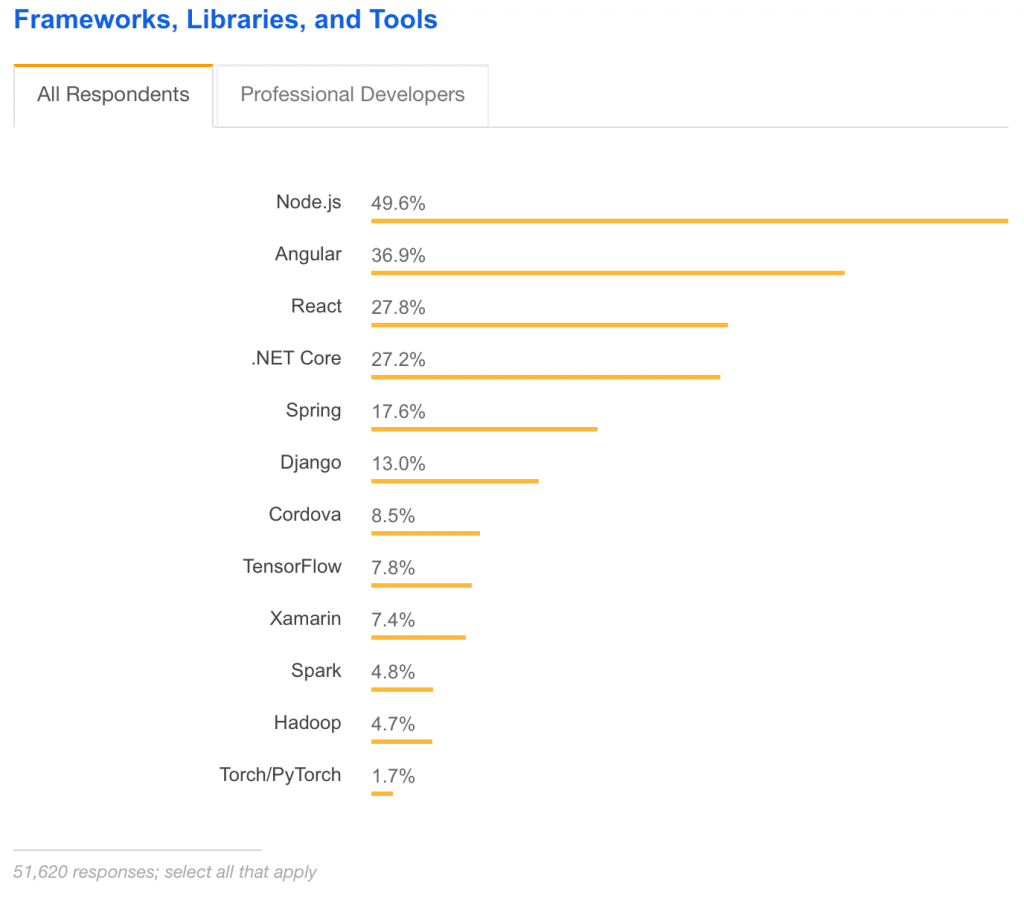 Frameworks, Libraries, and Tools
All Respondents Professional Developers
Node.js 49.6%
Angular 36.9%
React 27.8%
.NET Core 27.2%
Spring 17.6%
Django 13.0%
Cordova 8.5%
TensorFlow 7.8%
Xamarin 7.4%
Spark 4.8%
Hadoop 4.7%
Torch/PyTorch 1.7%
51,620 responses; select all that apply